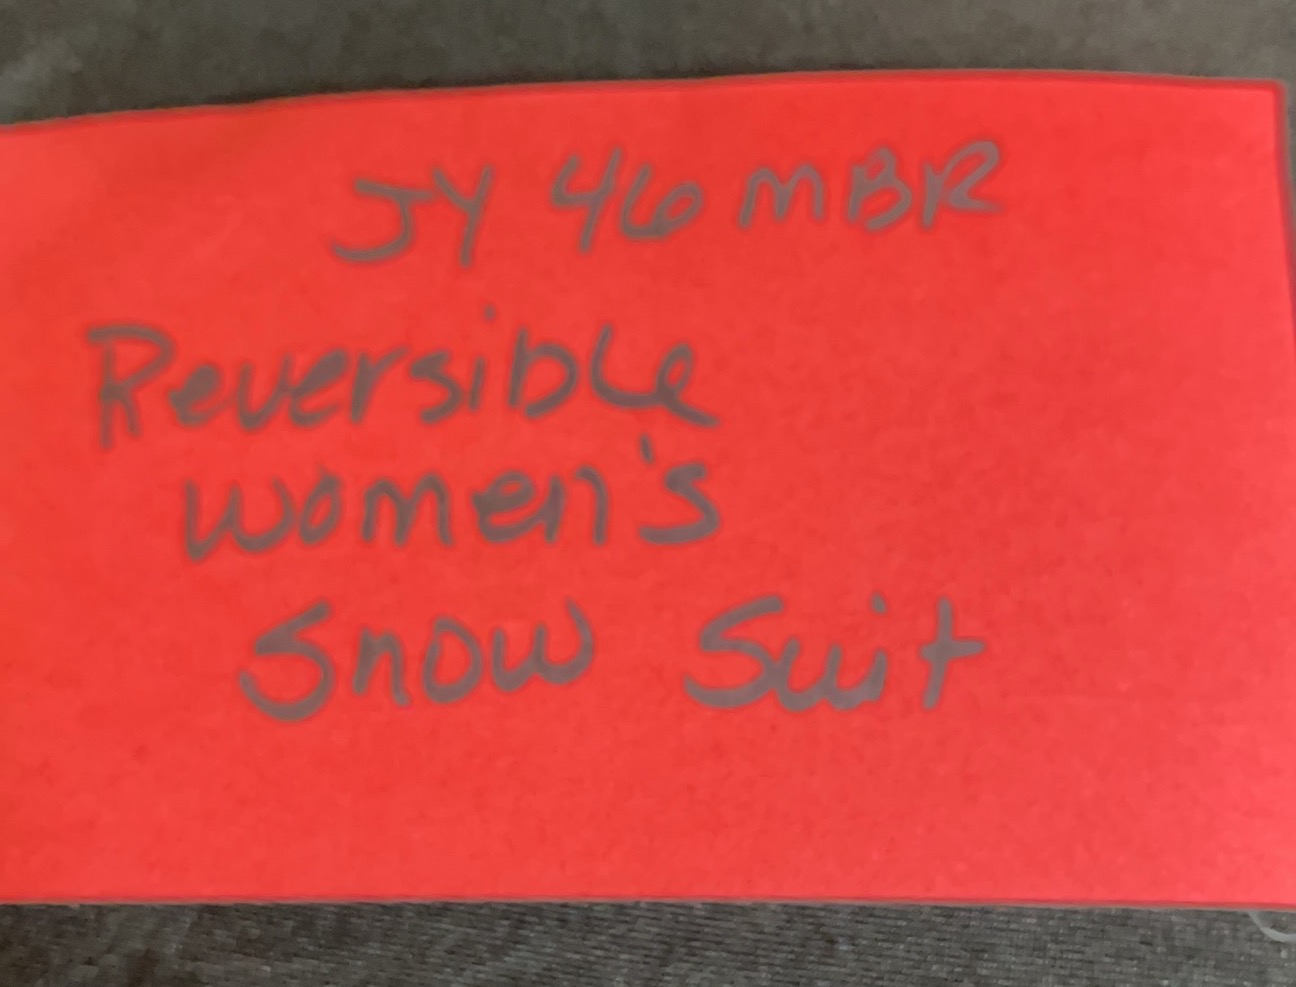 JY 46 MBR
Reversible
women's
Snow Suit